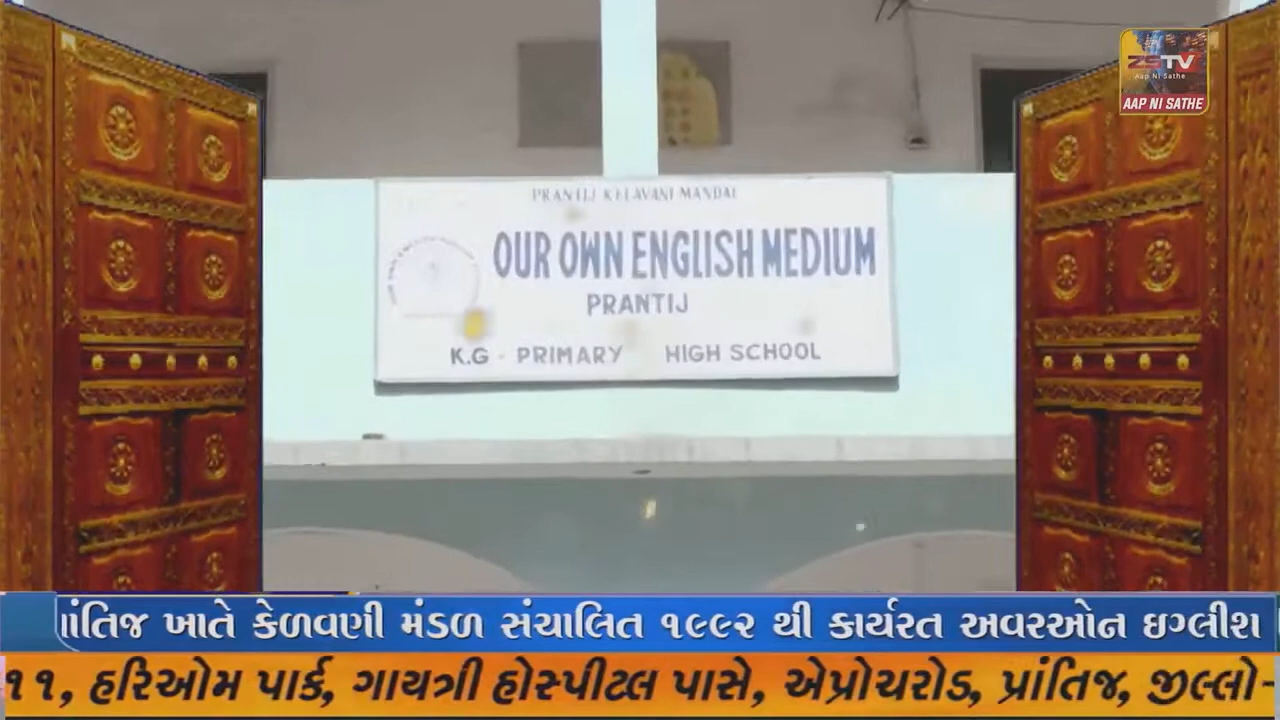 ZSTV
Aap Ni Sathe
AAP NI SATHE
PRANTIJ KELAVANI MANDAL
OUR OWN ENGLISH MEDIUM
PRANTIJ
K.G - PRIMARY HIGH SCHOOL
ાંતિજ ખાતે કેળવણી મંડળ સંચાલિત ૧૯૯૨ થી કાર્યરત અવરઓન ઇગ્લીશ
૧૧, હરિઓમ પાર્ક, ગાયત્રી હોસ્પીટલ પાસે, એપ્રોચરોડ, પ્રાંતિજ, જીલ્લો-